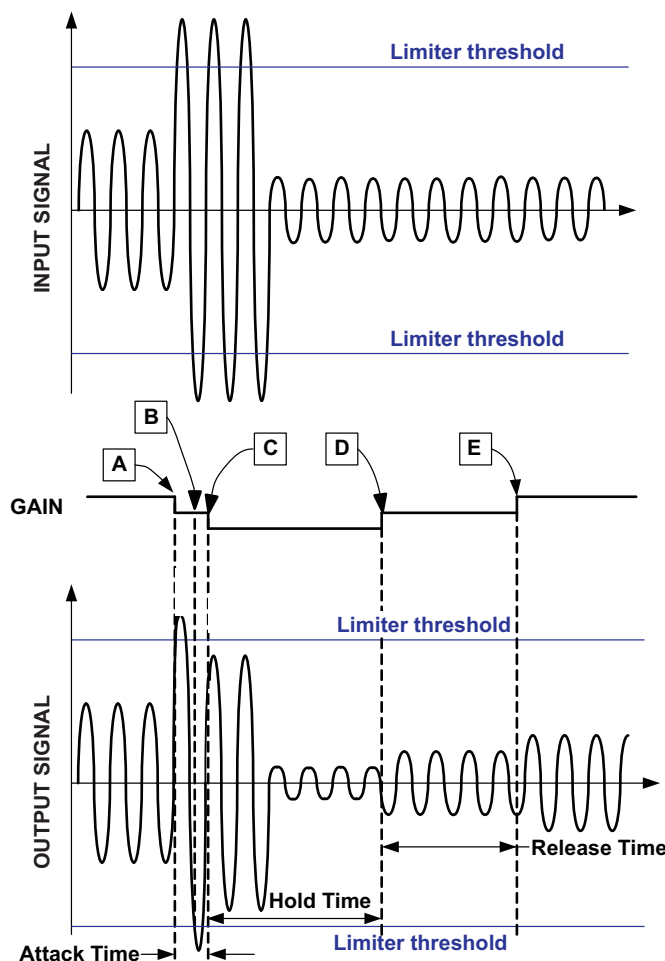 Limiter threshold
INPUT SIGNAL
Limiter threshold
B
A
C
D
E
GAIN
Limiter threshold
OUTPUT SIGNAL
Release Time
Hold Time
Attack Time
Limiter threshold